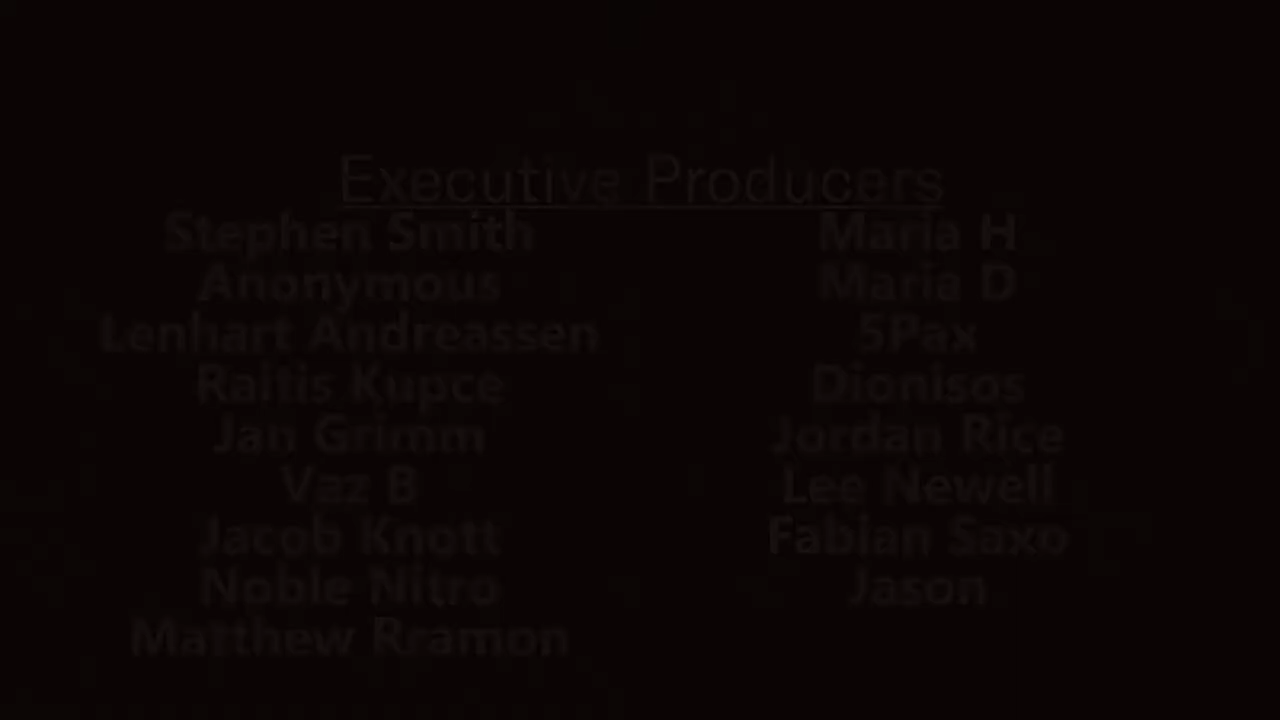 Executive Producers
Stephen Smith
Anonymous
Lenhart Andreassen
Raitis Kupce
Jan Grimm
Vaz B
Jacob Knott
Noble Nitro
Matthew Rramon
Maria H
Maria D
5Pax
Dionisos
Jordan Rice
Lee Newell
Fabian Saxo
Jason